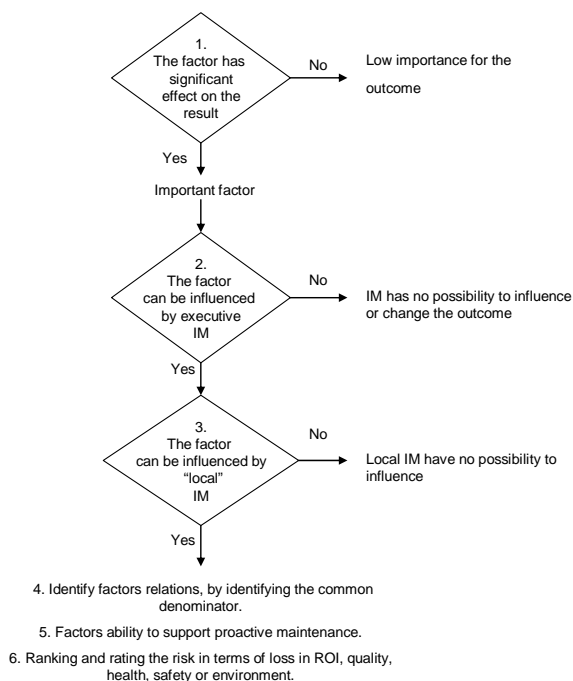 1.
The factor has
significant
effect on the
result
No
Low importance for the
outcome
Yes
Important factor
2.
The factor
can be influenced
by executive
IM
No
IM has no possibility to influence
or change the outcome
Yes
3.
The factor
can be influenced by
“local”
IM
No
Local IM have no possibility to
influence
Yes
4. Identify factors relations, by identifying the common
denominator.
5. Factors ability to support proactive maintenance.
6. Ranking and rating the risk in terms of loss in ROI, quality,
health, safety or environment.